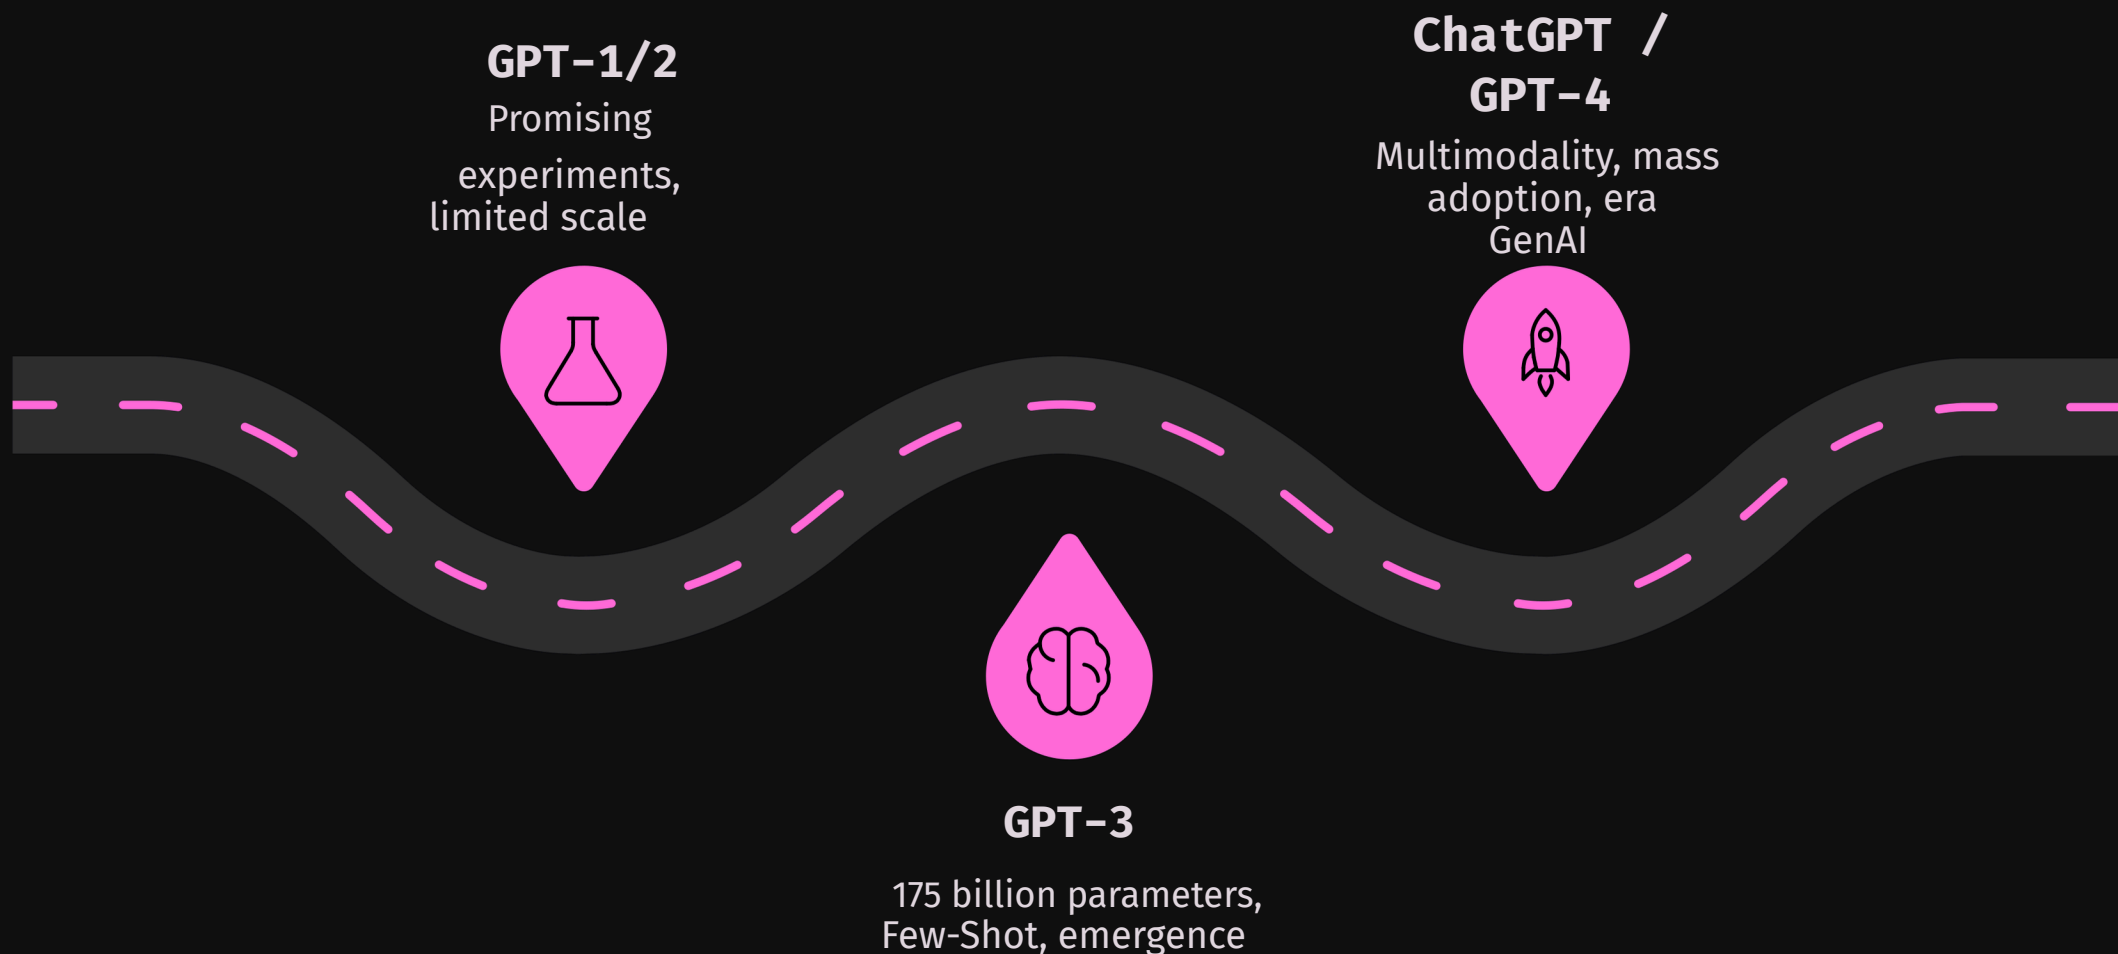 GPT-1/2
Promising
experiments,
limited scale
GPT-3
175 billion parameters,
Few-Shot, emergence
ChatGPT /
GPT-4
Multimodality, mass
adoption, era
GenAI